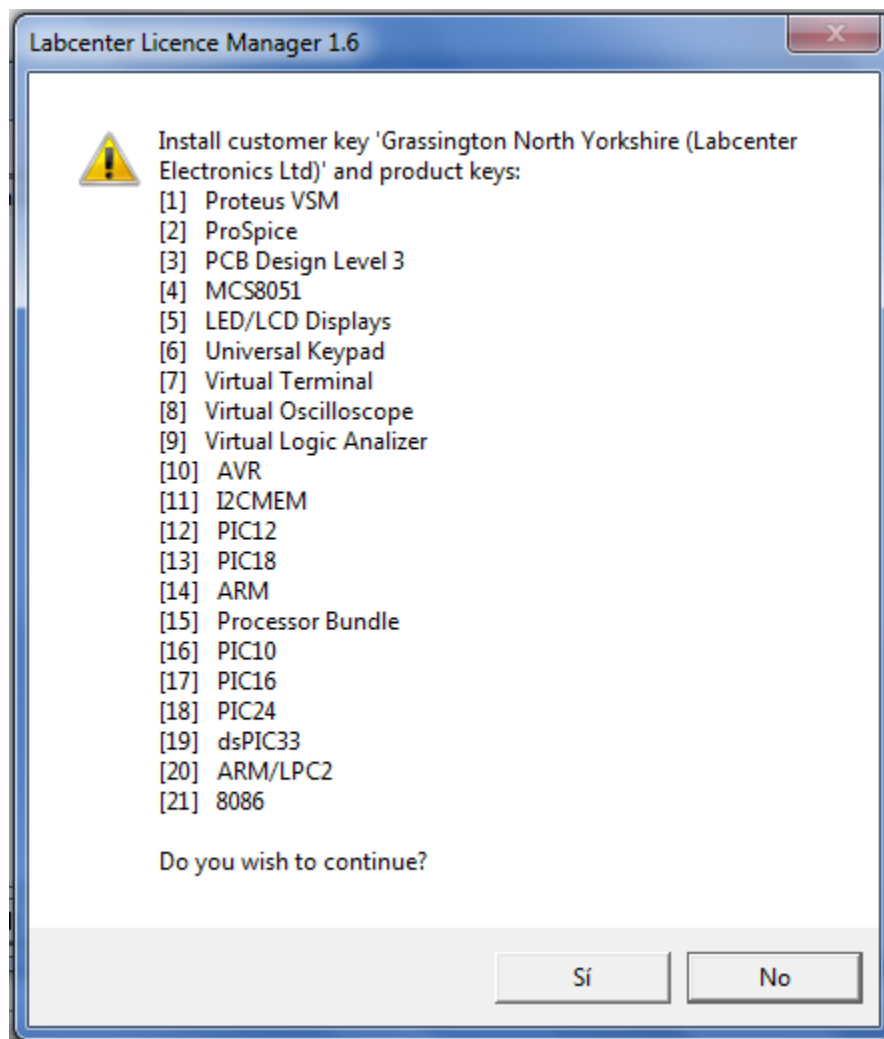 Labcenter Licence Manager 1.6
Install customer key 'Grassington North Yorkshire (Labcenter
Electronics Ltd)' and product keys:
[1] Proteus VSM
[2] ProSpice
[3] PCB Design Level 3
[4] MCS8051
[5] LED/LCD Displays
[6] Universal Keypad
[7] Virtual Terminal
[8] Virtual Oscilloscope
[9] Virtual Logic Analizer
[10] AVR
[11] I2CMEM
[12] PIC12
[13] PIC18
[14] ARM
[15] Processor Bundle
[16] PIC10
[17] PIC16
[18] PIC24
[19] dsPIC33
[20] ARM/LPC2
[21] 8086
Do you wish to continue?
Sí
No